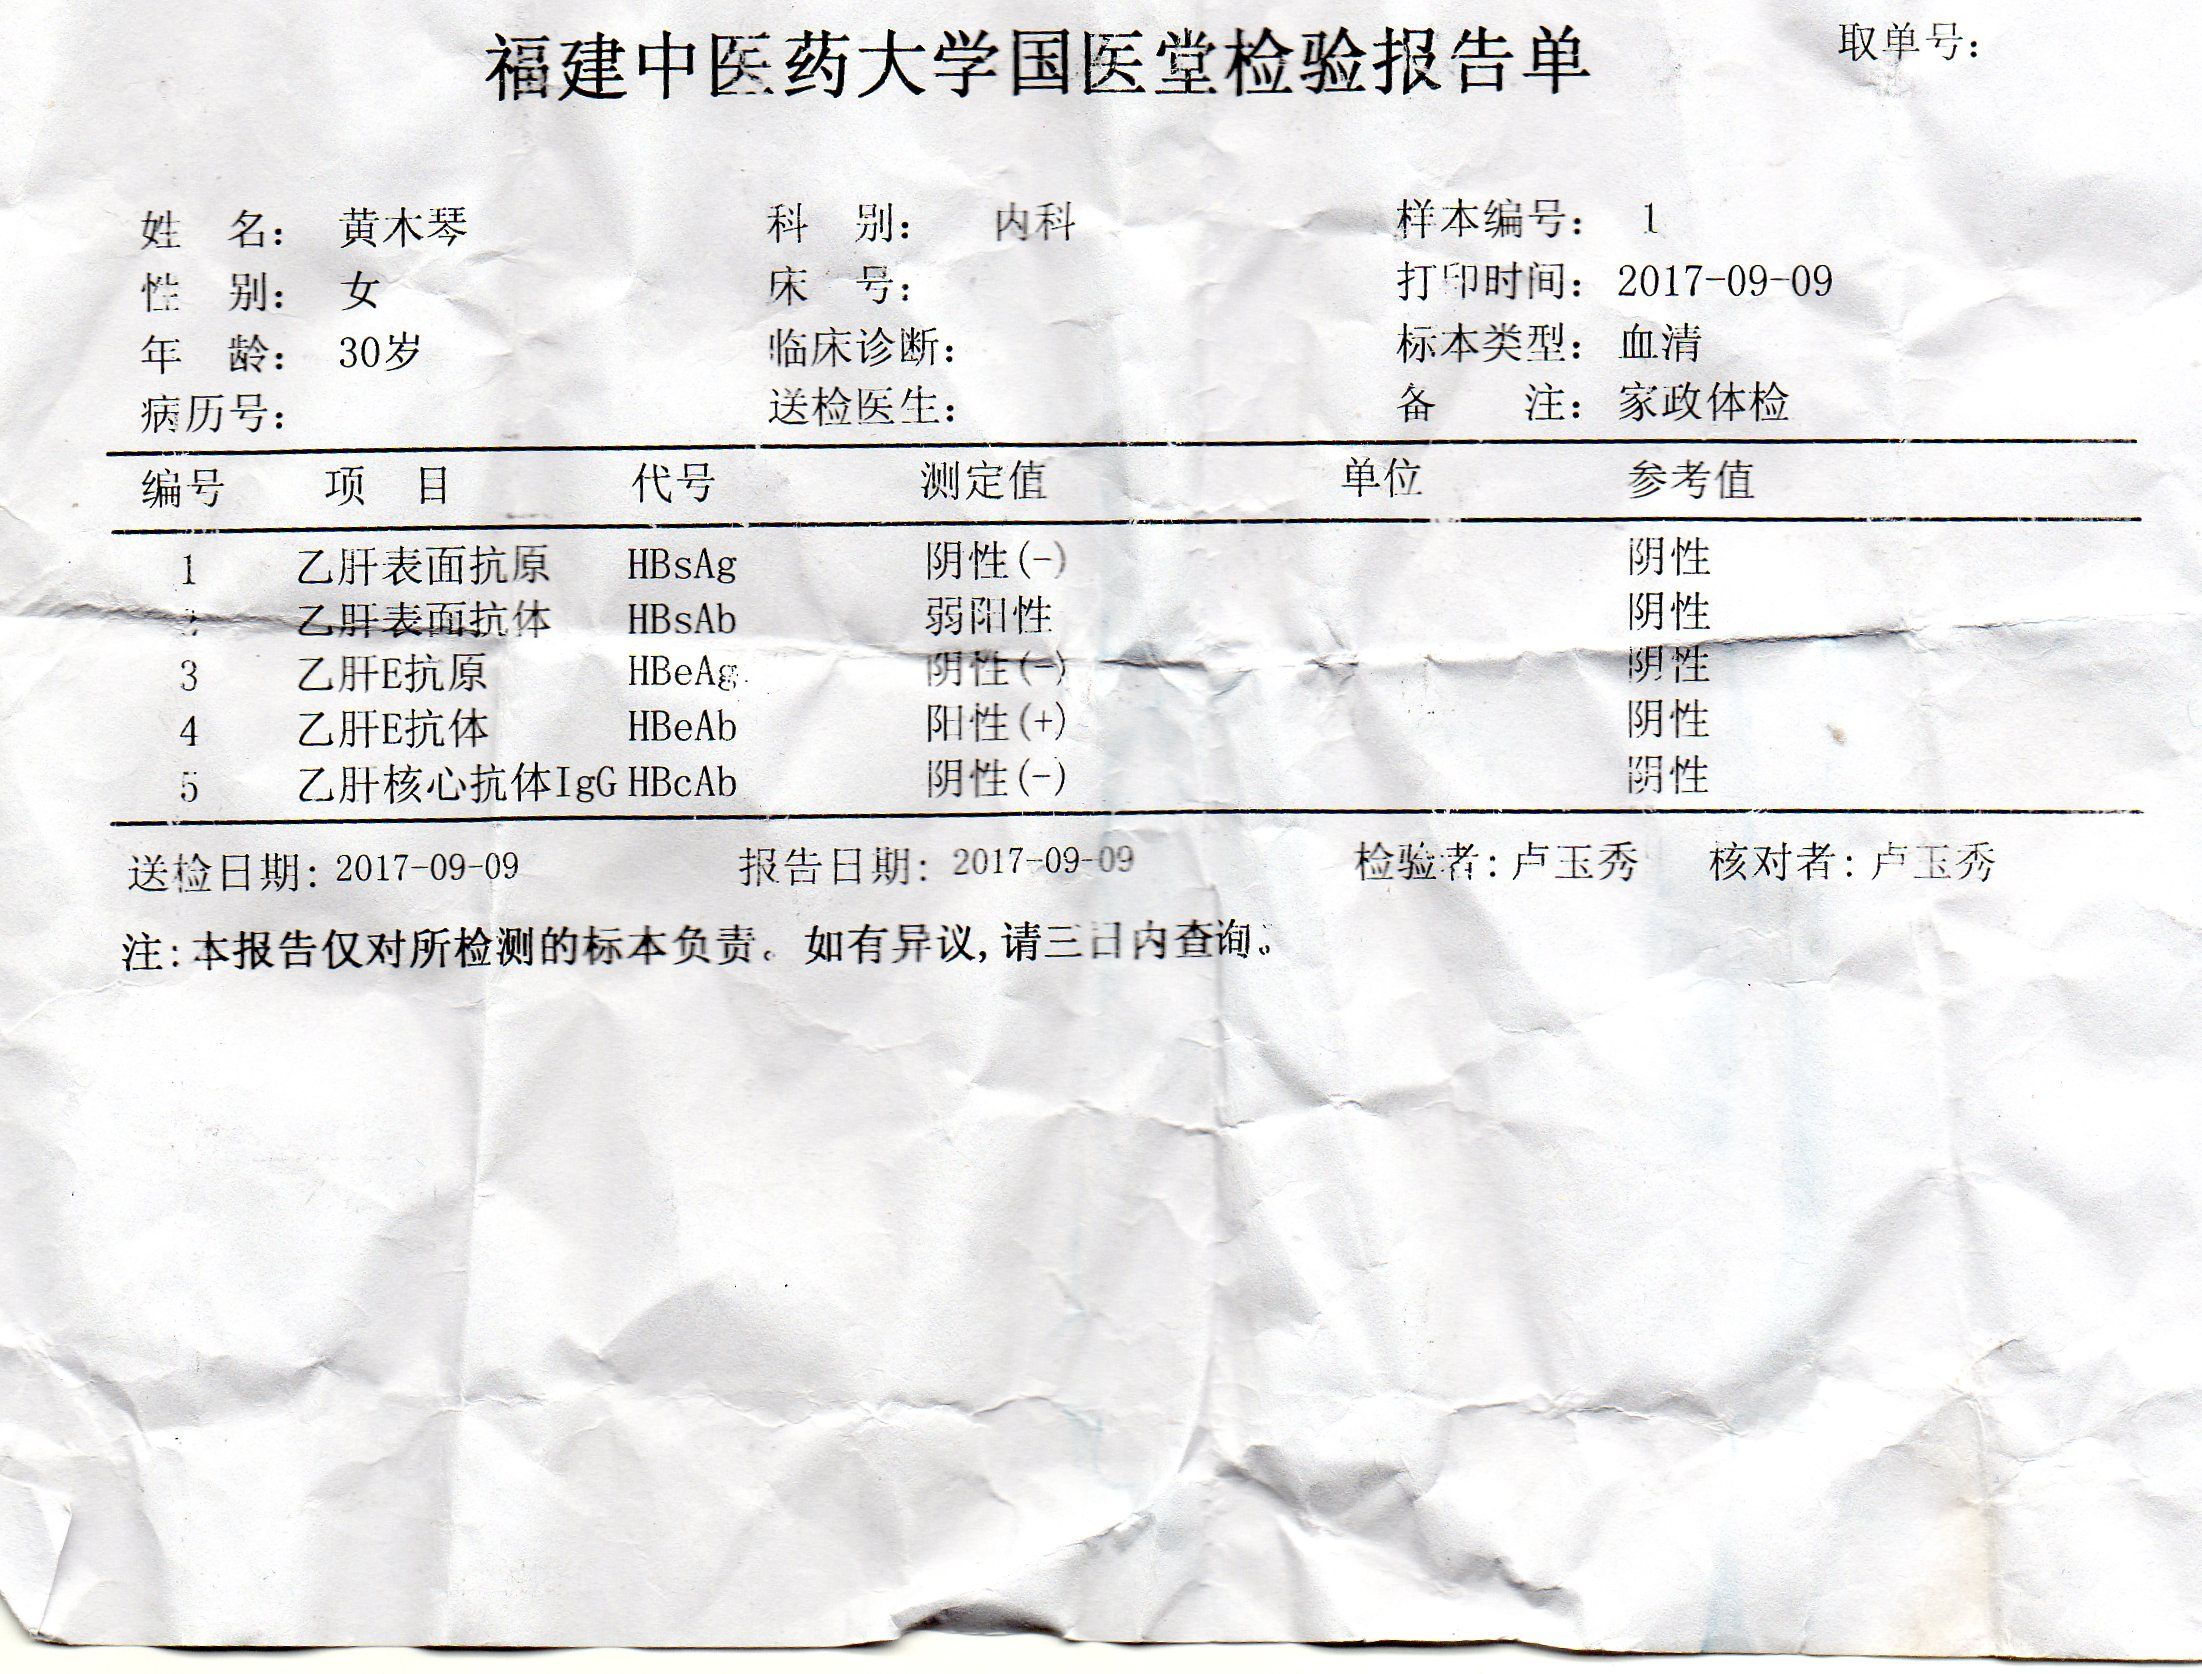 福建中医药大学国医堂检验报告单 取单号:
姓 名: 黄木琴 科 别: 内科 样本编号: 1
性 别: 女 床 号: 打印时间: 2017-09-09
年 龄: 30岁 临床诊断: 标本类型: 血清
病历号: 送检医生: 备 注: 家政体检
编号 项 目 代号 测定值 单位 参考值
1 乙肝表面抗原 HBsAg 阴性(-) 阴性
乙肝表面抗体 HBsAb 弱阳性 阴性
3 乙肝E抗原 HBeAg 阴性(-) 阴性
4 乙肝E抗体 HBeAb 阳性(+) 阴性
5 乙肝核心抗体IgG HBcAb 阴性(-) 阴性
送检日期: 2017-09-09 报告日期: 2017-09-09 检验者: 卢玉秀 核对者: 卢玉秀
注: 本报告仅对所检测的标本负责。如有异议, 请三日内查询。